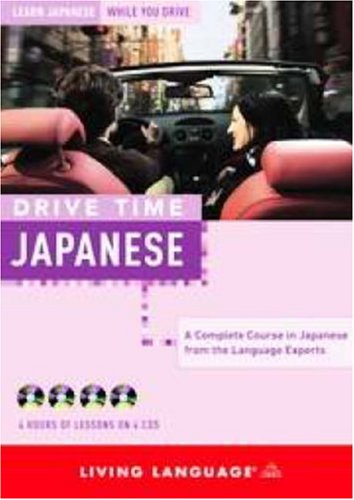 LEARN JAPANESE WHILE YOU DRIVE
DRIVE TIME
JAPANESE
A Complete Course in Japanese
from the Language Experts
4 HOURS OF LESSONS ON 4 CDS
LIVING LANGUAGE®